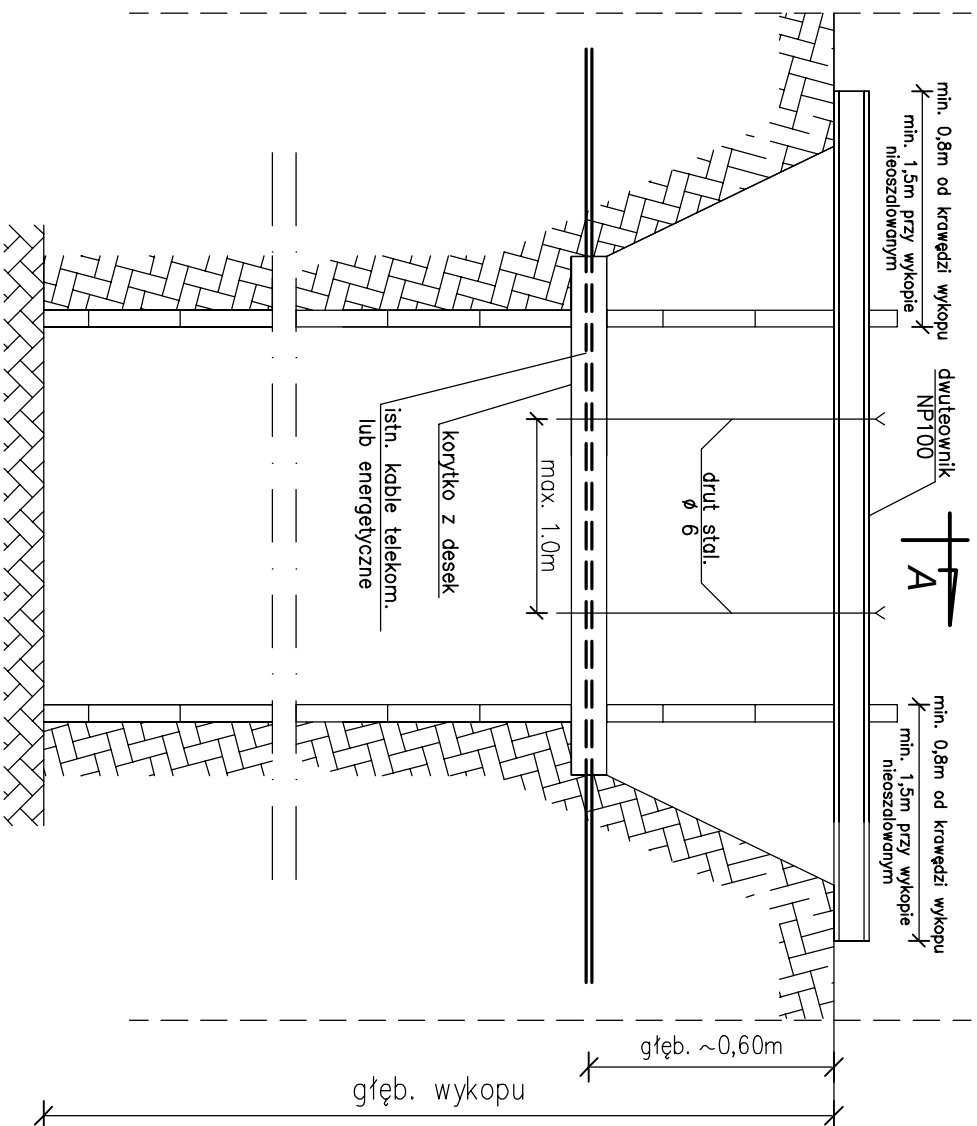 min. 0,8m od krawędzi wykopu
min. 1,5m przy wykopie
nieoszalowanym
dwuteownik
NP100
A
min. 0,8m od krawędzi wykopu
min. 1,5m przy wykopie
nieoszalowanym
drut stal.
ø 6
max. 1.0m
korytko z desek
istn. kable telekom.
lub energetyczne
głęb. ~0,60m
głęb. wykopu